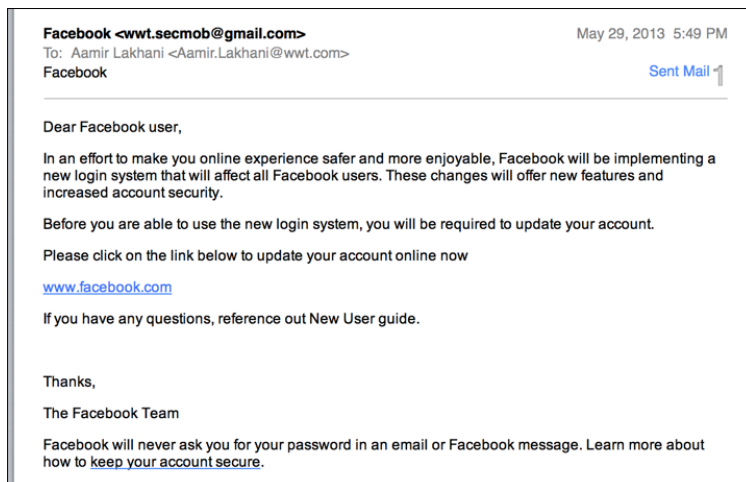 Facebook <wwt.secmob@gmail.com> May 29, 2013 5:49 PM
To: Aamir Lakhani <Aamir.Lakhani@wwt.com>
Facebook Sent Mail 1
Dear Facebook user,
In an effort to make you online experience safer and more enjoyable, Facebook will be implementing a
new login system that will affect all Facebook users. These changes will offer new features and
increased account security.
Before you are able to use the new login system, you will be required to update your account.
Please click on the link below to update your account online now
www.facebook.com
If you have any questions, reference out New User guide.
Thanks,
The Facebook Team
Facebook will never ask you for your password in an email or Facebook message. Learn more about
how to keep your account secure.